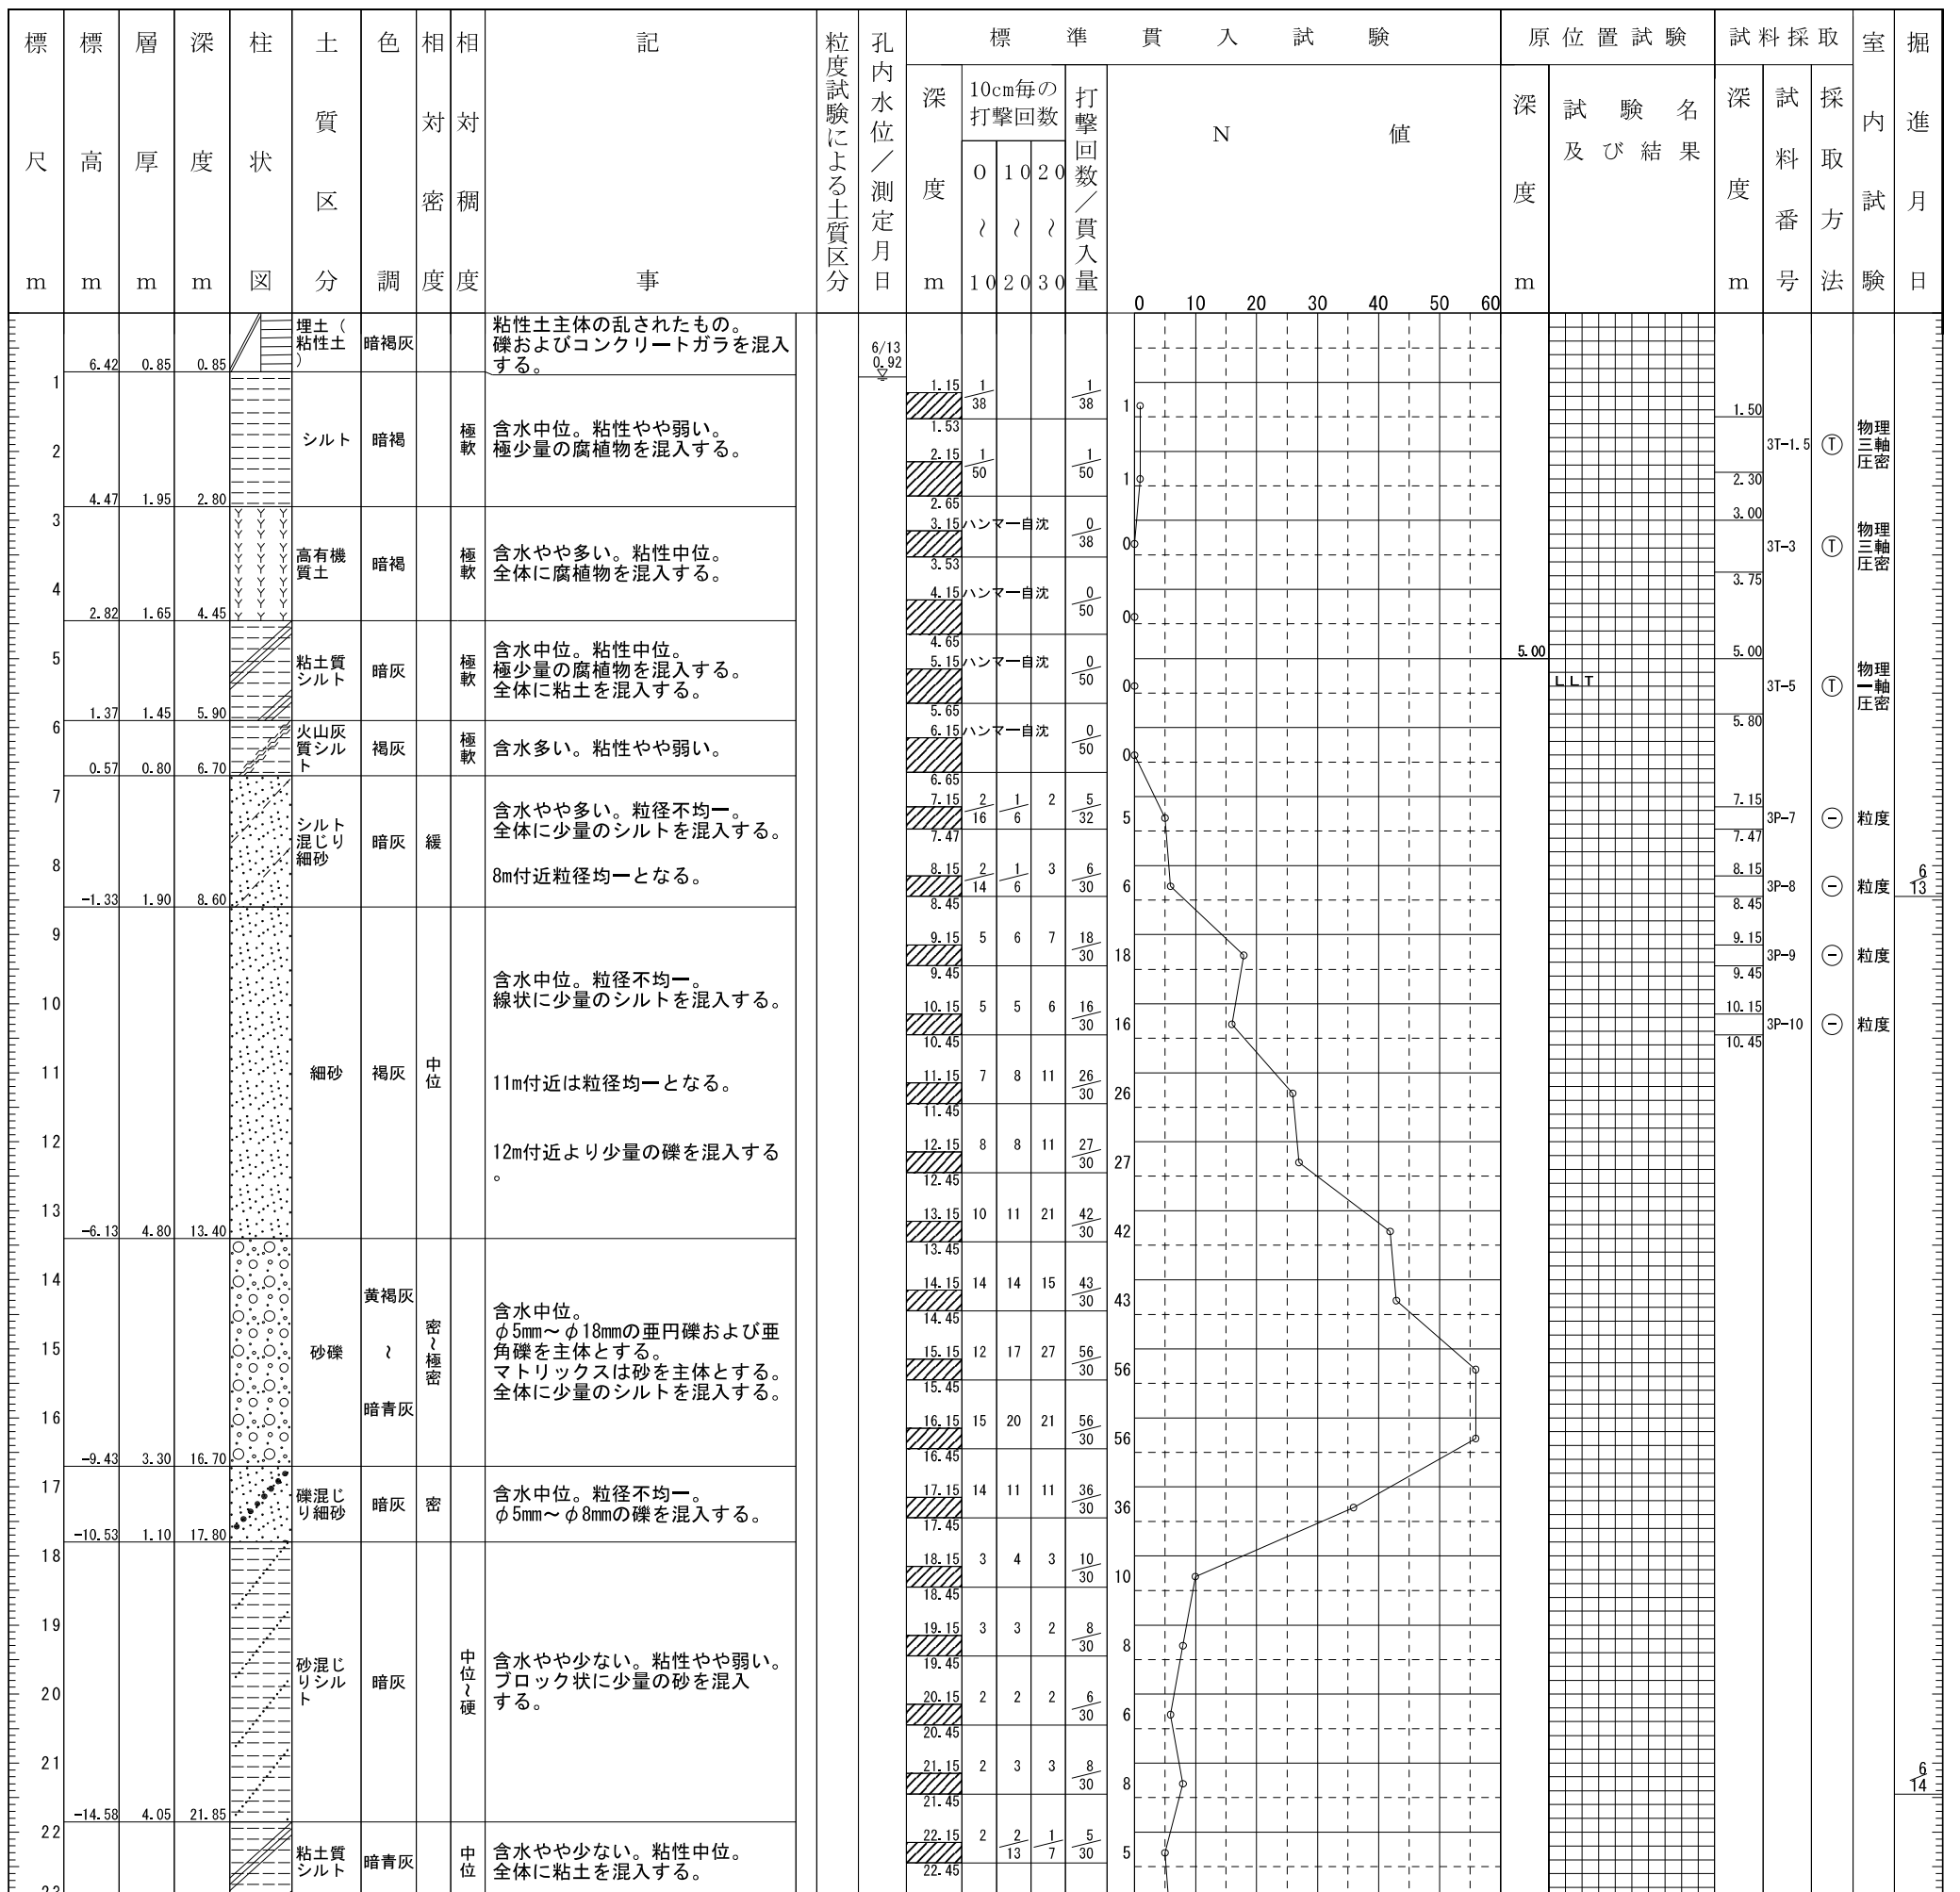 標尺m
標高m
層厚m
深度m
柱状図
土質区分
色調
相対密度
相対稠度
記事
粒度試験による土質区分
孔内水位／測定月日
標準貫入試験
深度m
10cm毎の
打撃回数
0～10
10～20
20～30
打撃回数／貫入量
N値
0 10 20 30 40 50 60
原位置試験
深度m
試験名
及び結果
試料採取
深度m
試料番号
採取方法
室内試験
掘進月日
6.42 0.85 0.85
埋土（
粘性土
）
暗褐灰
粘性土主体の乱されたもの。
礫およびコンクリートガラを混入
する。
6/13
0.92
1
1.15 1/38 1/38 1
1.53
2
2.15 1/50 1/50 1
2.65
4.47 1.95 2.80
シルト
暗褐
極軟
含水中位。粘性やや弱い。
極少量の腐植物を混入する。
1.50
3T-1.5 Ⓣ
物理
三軸
圧密
2.30
3
3.15 ハンマー自沈 0/38 0
3.53
4
4.15 ハンマー自沈 0/50 0
4.65
2.82 1.65 4.45
高有機
質土
暗褐
極軟
含水やや多い。粘性中位。
全体に腐植物を混入する。
3.00
3T-3 Ⓣ
物理
三軸
圧密
3.75
5
5.15 ハンマー自沈 0/50 0
5.65
1.37 1.45 5.90
粘土質
シルト
暗灰
極軟
含水中位。粘性中位。
極少量の腐植物を混入する。
全体に粘土を混入する。
5.00
LLT
5.00
3T-5 Ⓣ
物理
一軸
圧密
5.80
6
6.15 ハンマー自沈 0/50 0
6.65
0.57 0.80 6.70
火山灰
質シル
ト
褐灰
極軟
含水多い。粘性やや弱い。
7
7.15 2/16 1/6 2 5/32 5
7.47
8
8.15 2/14 1/6 3 6/30 6
8.45
-1.33 1.90 8.60
シルト
混じり
細砂
暗灰
緩
含水やや多い。粒径不均一。
全体に少量のシルトを混入する。
8m付近粒径均一となる。
7.15
3P-7 ⊖ 粒度
7.47
8.15
3P-8 ⊖ 粒度
8.45
6/13
9
9.15 5 6 7 18/30 18
9.45
10
10.15 5 5 6 16/30 16
10.45
11
11.15 7 8 11 26/30 26
11.45
12
12.15 8 8 11 27/30 27
12.45
13
13.15 10 11 21 42/30 42
13.45
-6.13 4.80 13.40
細砂
褐灰
中位
含水中位。粒径不均一。
線状に少量のシルトを混入する。
11m付近は粒径均一となる。
12m付近より少量の礫を混入する
。
9.15
3P-9 ⊖ 粒度
9.45
10.15
3P-10 ⊖ 粒度
10.45
14
14.15 14 14 15 43/30 43
14.45
15
15.15 12 17 27 56/30 56
15.45
16
16.15 15 20 21 56/30 56
16.45
-9.43 3.30 16.70
砂礫
黄褐灰
～
暗青灰
密～極密
含水中位。
φ5mm～φ18mmの亜円礫および亜
角礫を主体とする。
マトリックスは砂を主体とする。
全体に少量のシルトを混入する。
17
17.15 14 11 11 36/30 36
17.45
-10.53 1.10 17.80
礫混じ
り細砂
暗灰
密
含水中位。粒径不均一。
φ5mm～φ8mmの礫を混入する。
18
18.15 3 4 3 10/30 10
18.45
19
19.15 3 3 2 8/30 8
19.45
20
20.15 2 2 2 6/30 6
20.45
21
21.15 2 3 3 8/30 8
21.45
-14.58 4.05 21.85
砂混じ
りシル
ト
暗灰
中位～硬
含水やや少ない。粘性やや弱い。
ブロック状に少量の砂を混入
する。
6/14
22
22.15 2 2/13 1/7 5/30 5
22.45
粘土質
シルト
暗青灰
中位
含水やや少ない。粘性中位。
全体に粘土を混入する。